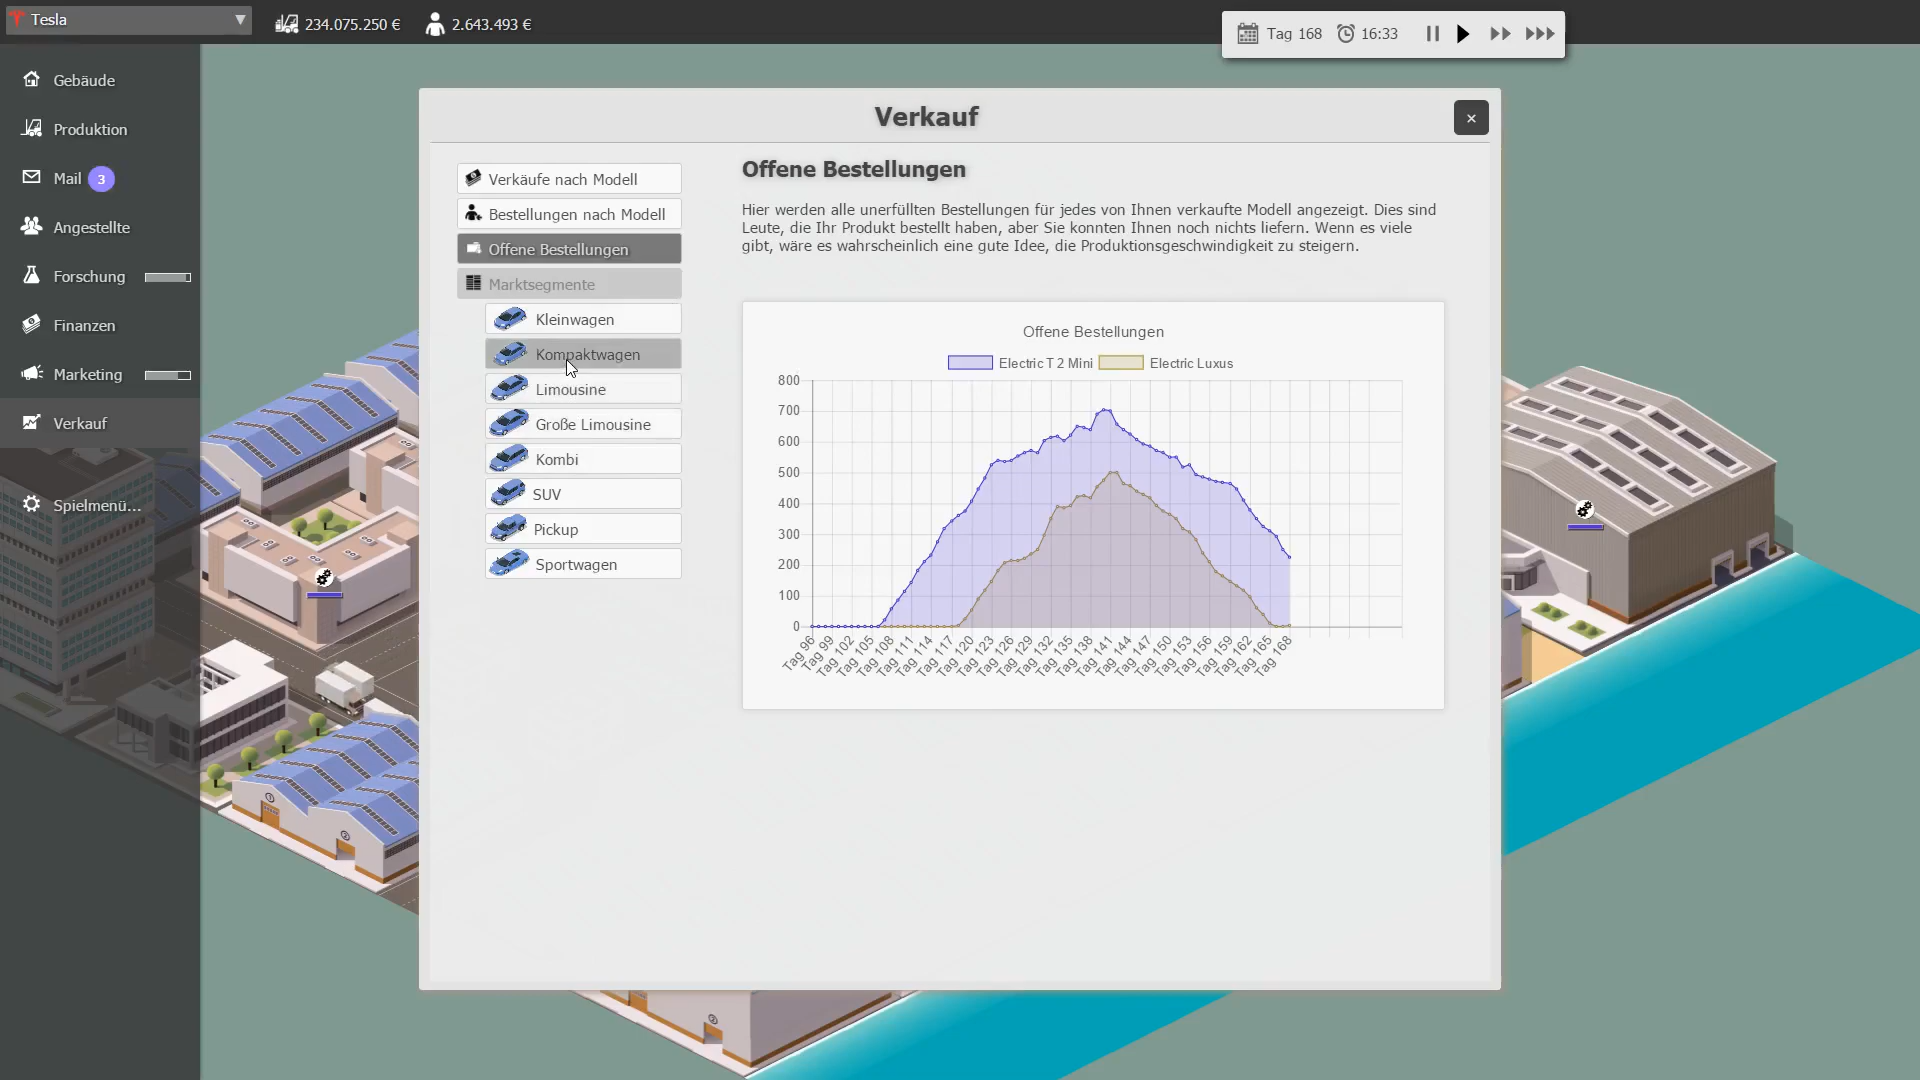 Tesla
234.075.250 €
2.643.493 €
Tag 168
16:33
Gebäude
Produktion
Mail 3
Angestellte
Forschung
Finanzen
Marketing
Verkauf
Spielmenü...
Verkauf
×
Verkäufe nach Modell
Bestellungen nach Modell
Offene Bestellungen
Marktsegmente
Kleinwagen
Kompaktwagen
Limousine
Große Limousine
Kombi
SUV
Pickup
Sportwagen
Offene Bestellungen
Hier werden alle unerfüllten Bestellungen für jedes von Ihnen verkaufte Modell angezeigt. Dies sind
Leute, die Ihr Produkt bestellt haben, aber Sie konnten Ihnen noch nichts liefern. Wenn es viele
gibt, wäre es wahrscheinlich eine gute Idee, die Produktionsgeschwindigkeit zu steigern.
Offene Bestellungen
Electric T 2 Mini
Electric Luxus
800
700
600
500
400
300
200
100
0
Tag 96
Tag 99
Tag 102
Tag 105
Tag 108
Tag 111
Tag 114
Tag 117
Tag 120
Tag 123
Tag 126
Tag 129
Tag 132
Tag 135
Tag 138
Tag 141
Tag 144
Tag 147
Tag 150
Tag 153
Tag 156
Tag 159
Tag 162
Tag 165
Tag 168